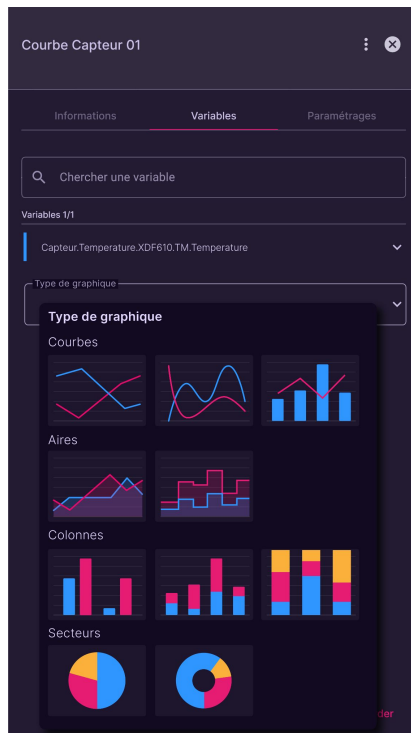 Courbe Capteur 01
Informations Variables Paramétrages
Chercher une variable
Variables 1/1
Capteur.Temperature.XDF610.TM.Temperature
Type de graphique
Type de graphique
Courbes
Aires
Colonnes
Secteurs
der